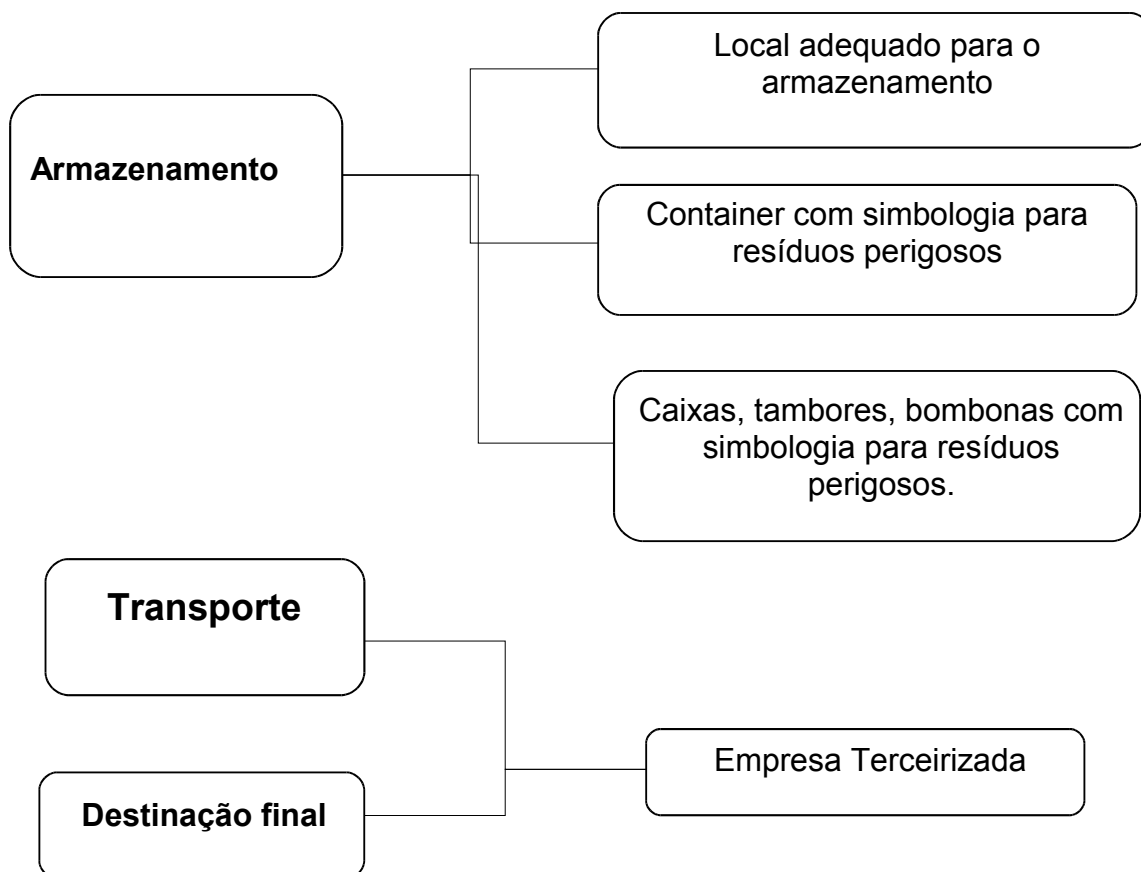 Local adequado para o
armazenamento
Armazenamento
Container com simbologia para
resíduos perigosos
Caixas, tambores, bombonas com
simbologia para resíduos
perigosos.
Transporte
Empresa Terceirizada
Destinação final